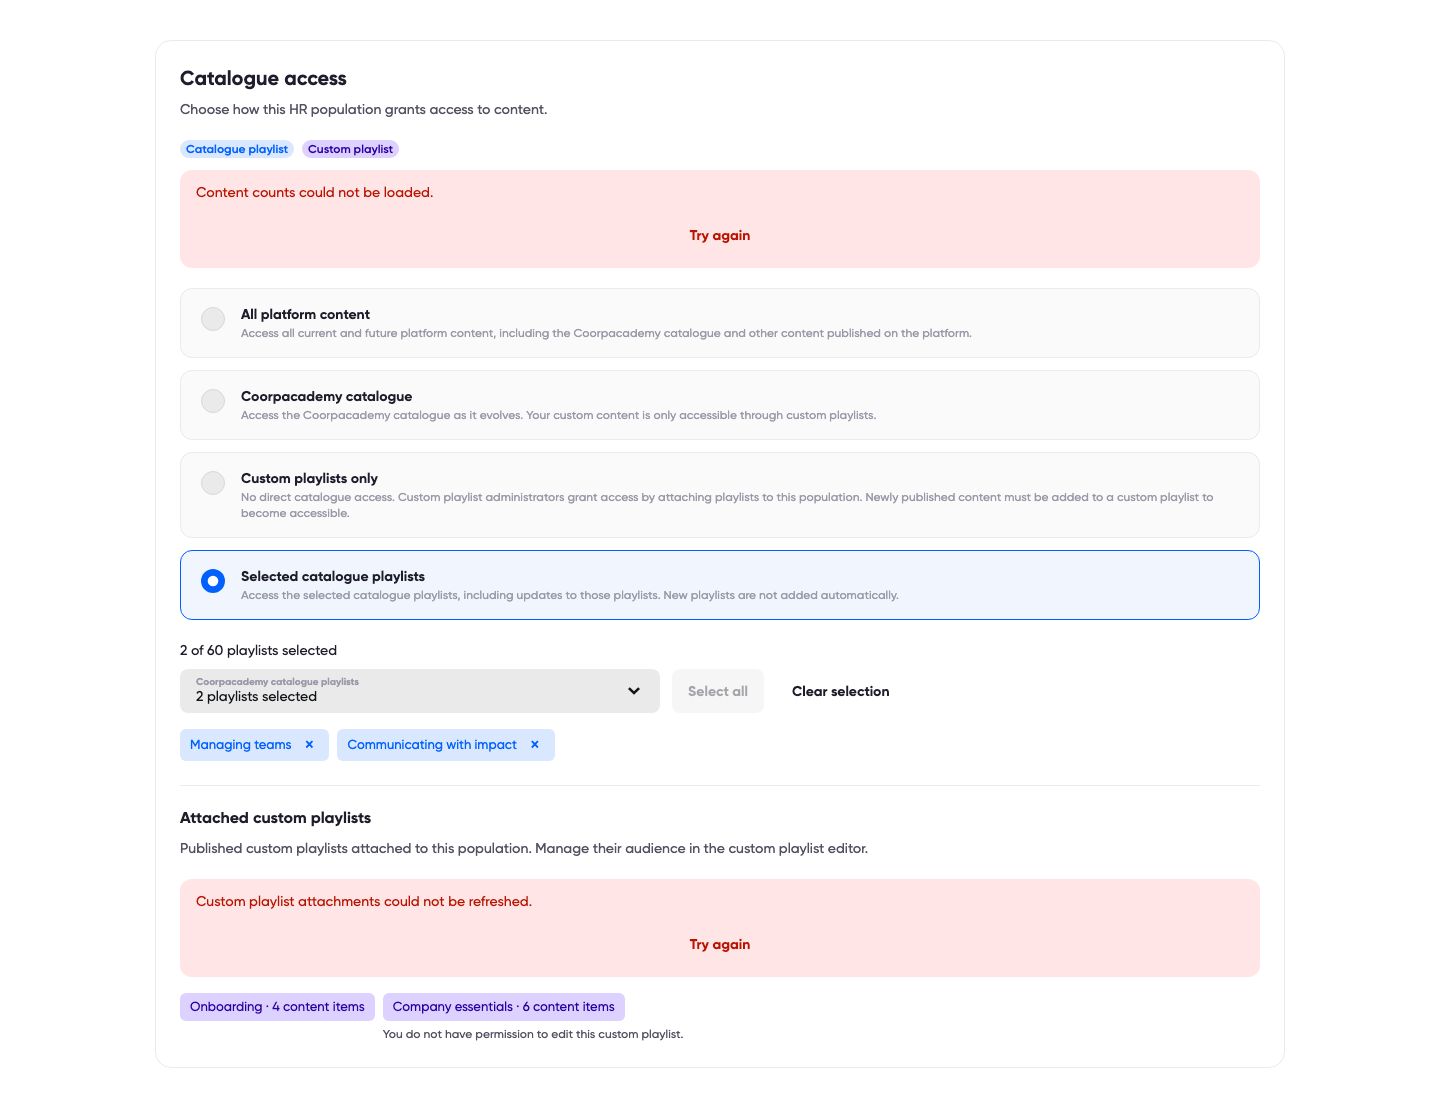 Catalogue access
Choose how this HR population grants access to content.
Catalogue playlist Custom playlist
Content counts could not be loaded.
Try again
All platform content
Access all current and future platform content, including the Coorpacademy catalogue and other content published on the platform.
Coorpacademy catalogue
Access the Coorpacademy catalogue as it evolves. Your custom content is only accessible through custom playlists.
Custom playlists only
No direct catalogue access. Custom playlist administrators grant access by attaching playlists to this population. Newly published content must be added to a custom playlist to
become accessible.
Selected catalogue playlists
Access the selected catalogue playlists, including updates to those playlists. New playlists are not added automatically.
2 of 60 playlists selected
Coorpacademy catalogue playlists
2 playlists selected
Select all
Clear selection
Managing teams × Communicating with impact ×
Attached custom playlists
Published custom playlists attached to this population. Manage their audience in the custom playlist editor.
Custom playlist attachments could not be refreshed.
Try again
Onboarding · 4 content items Company essentials · 6 content items
You do not have permission to edit this custom playlist.